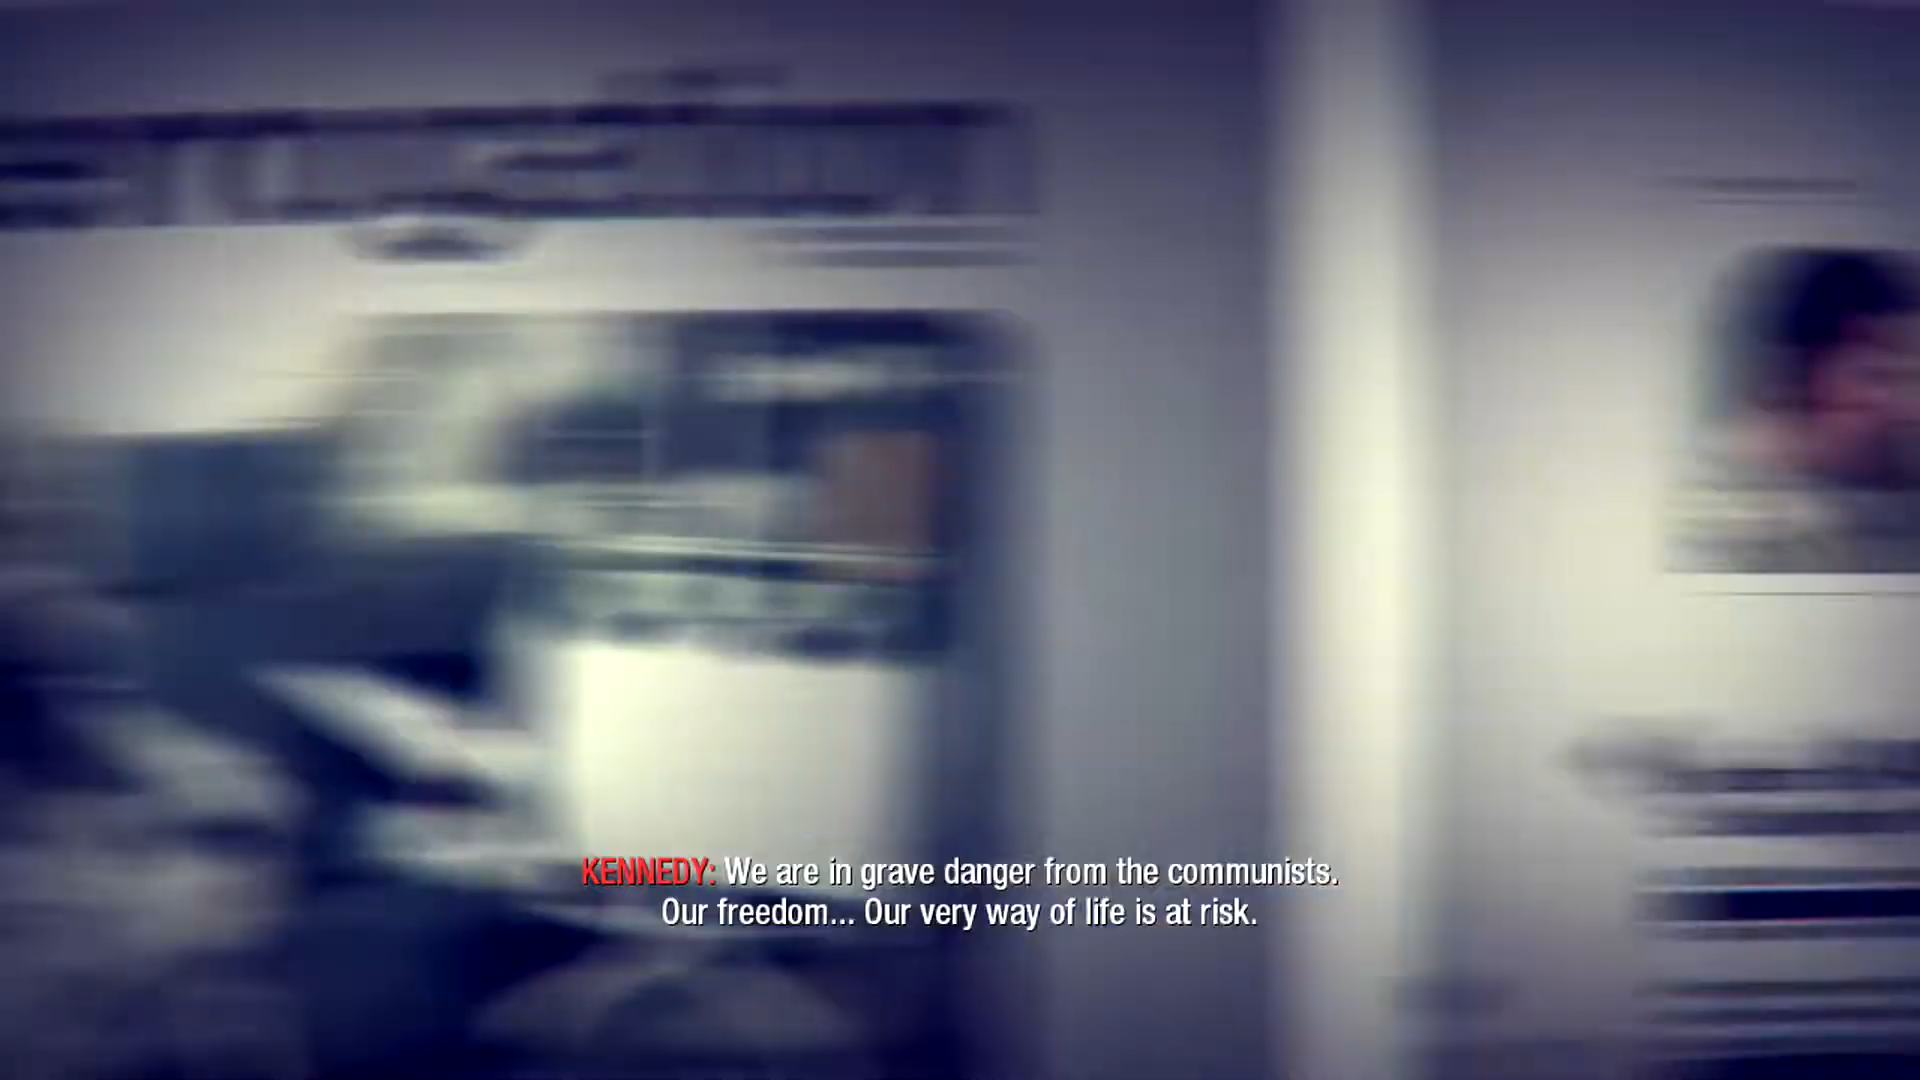 KENNEDY: We are in grave danger from the communists.
Our freedom... Our very way of life is at risk.